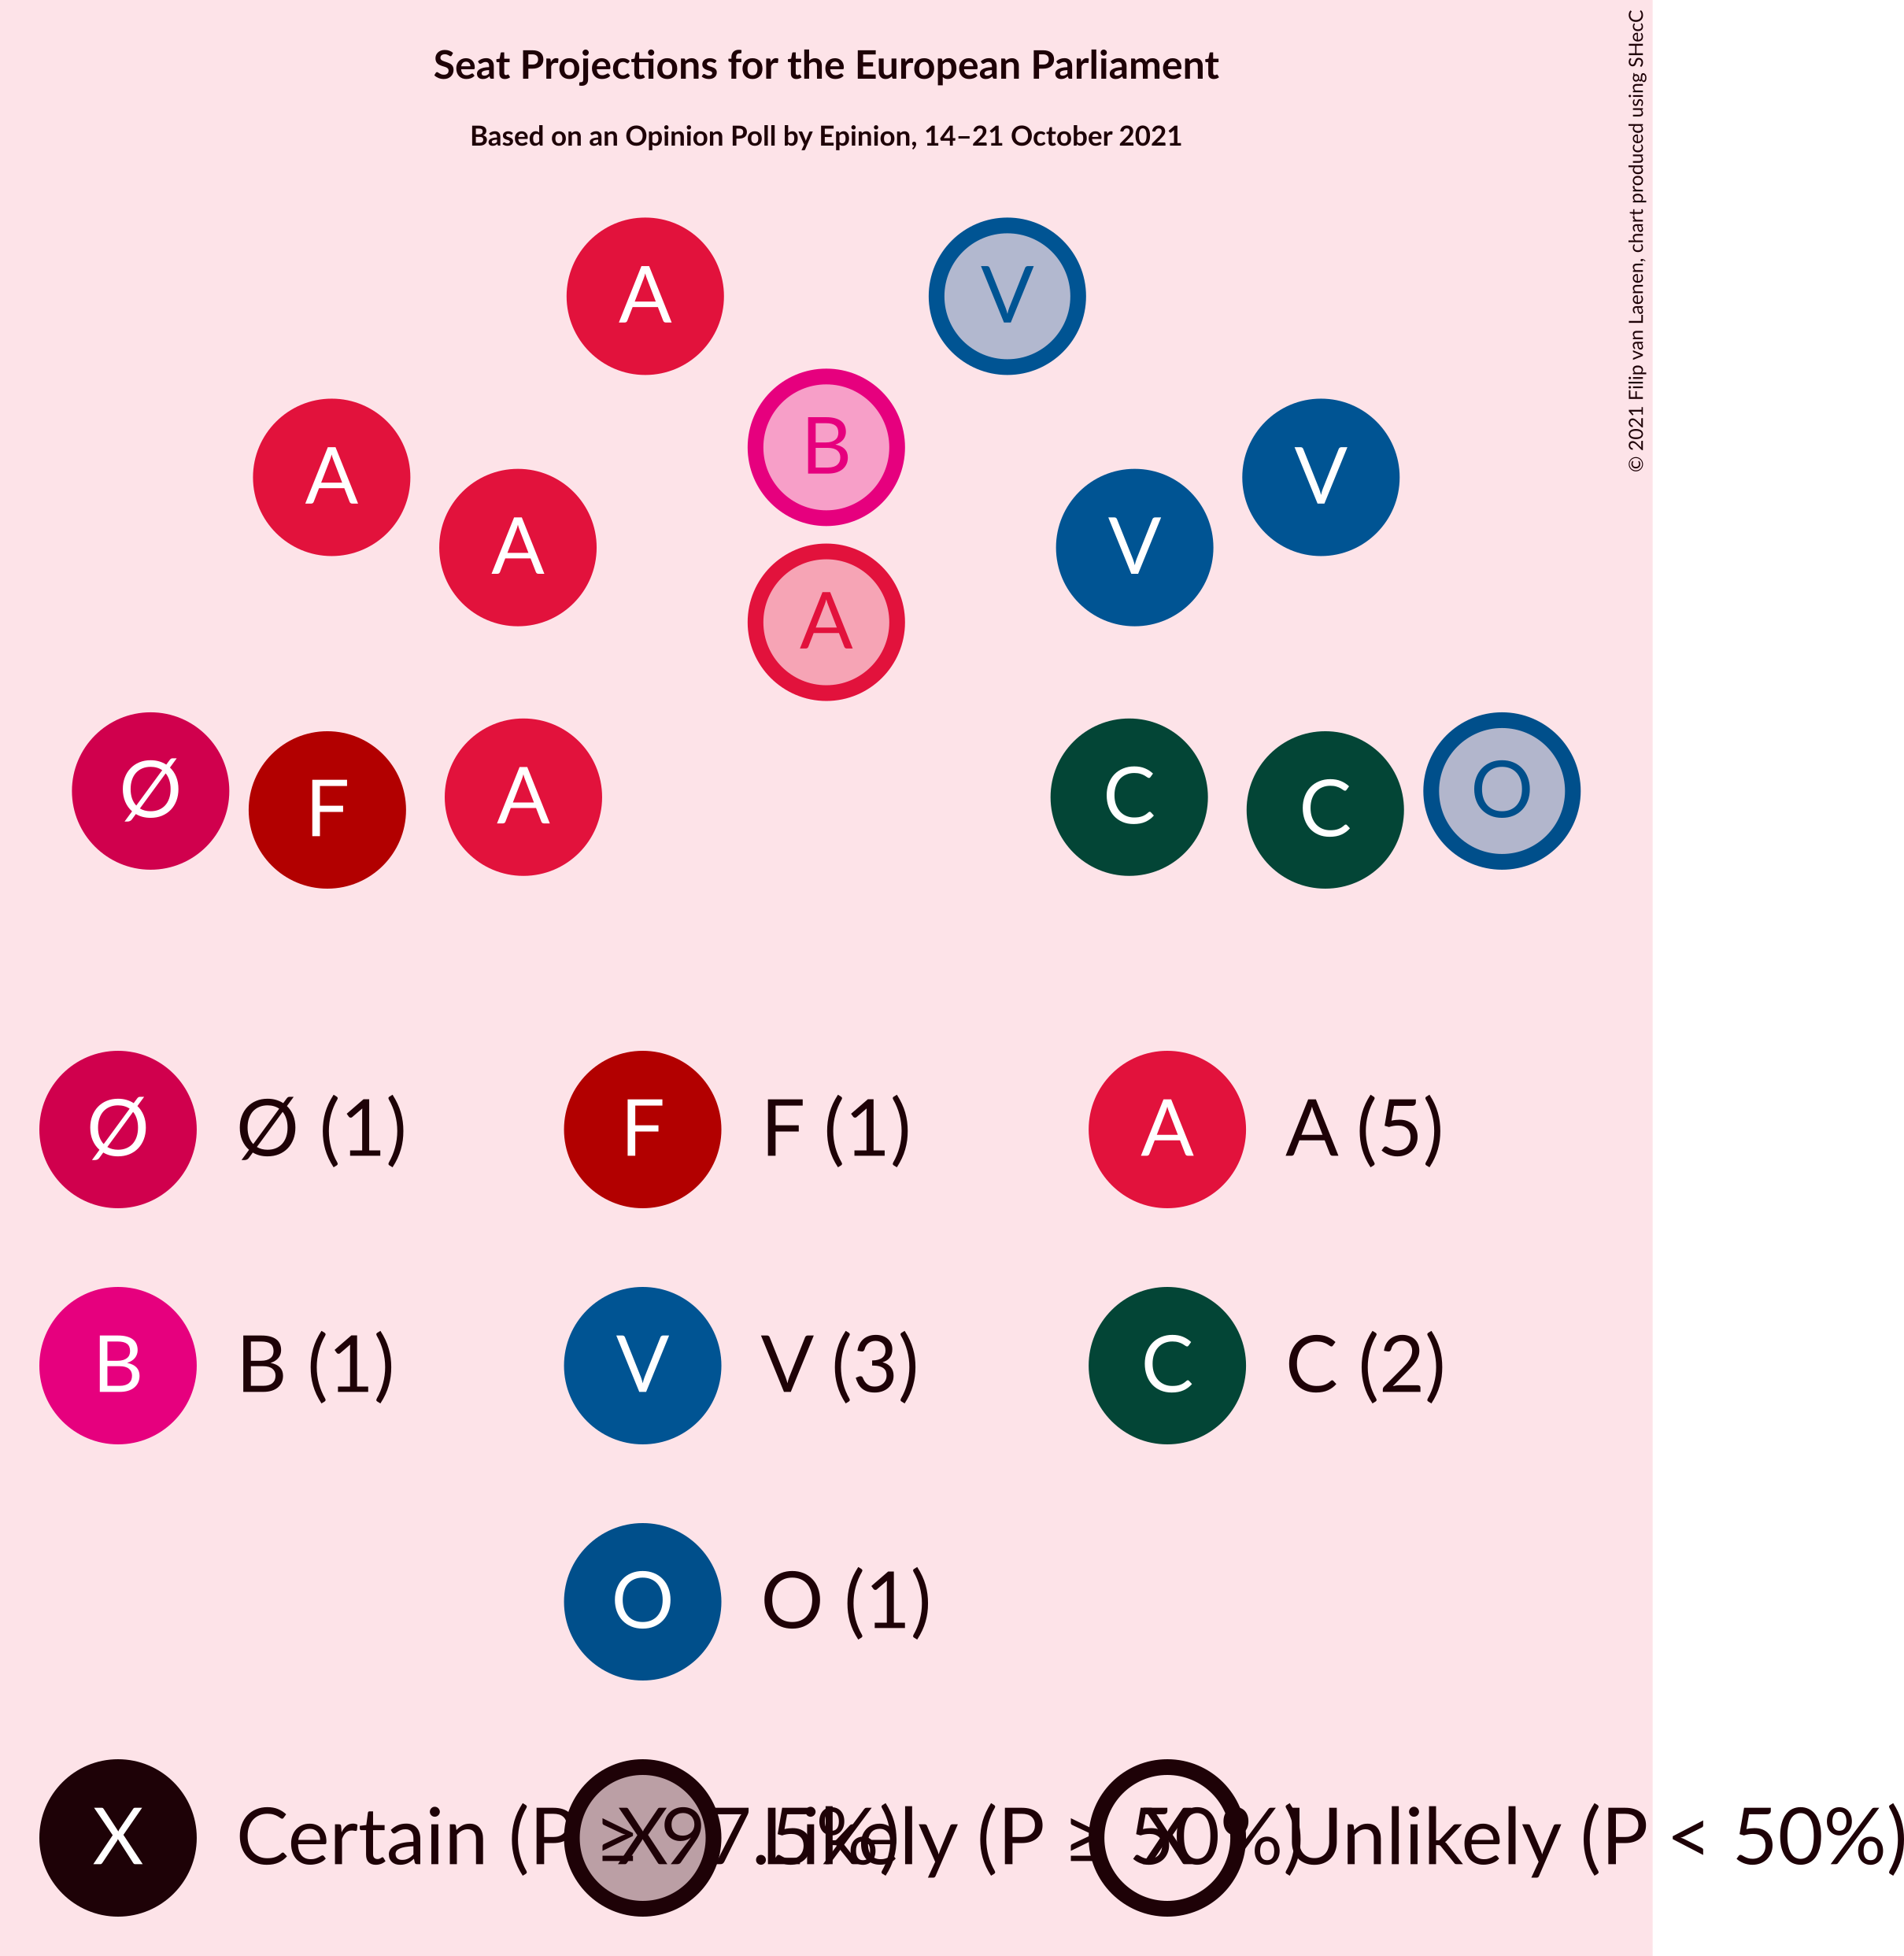 Seat Projections for the European Parliament
Based on an Opinion Poll by Epinion, 14–21 October 2021
© 2021 Filip van Laenen, chart produced using SHecC
A V
B
A V
A V
A
Ø O
A C
F C
Ø Ø (1) F F (1) A A (5)
B B (1) V V (3) C C (2)
O O (1)
X Certain (P ≥ 97.5%) X Likely (P ≥ 50%) X Unlikely (P < 50%)